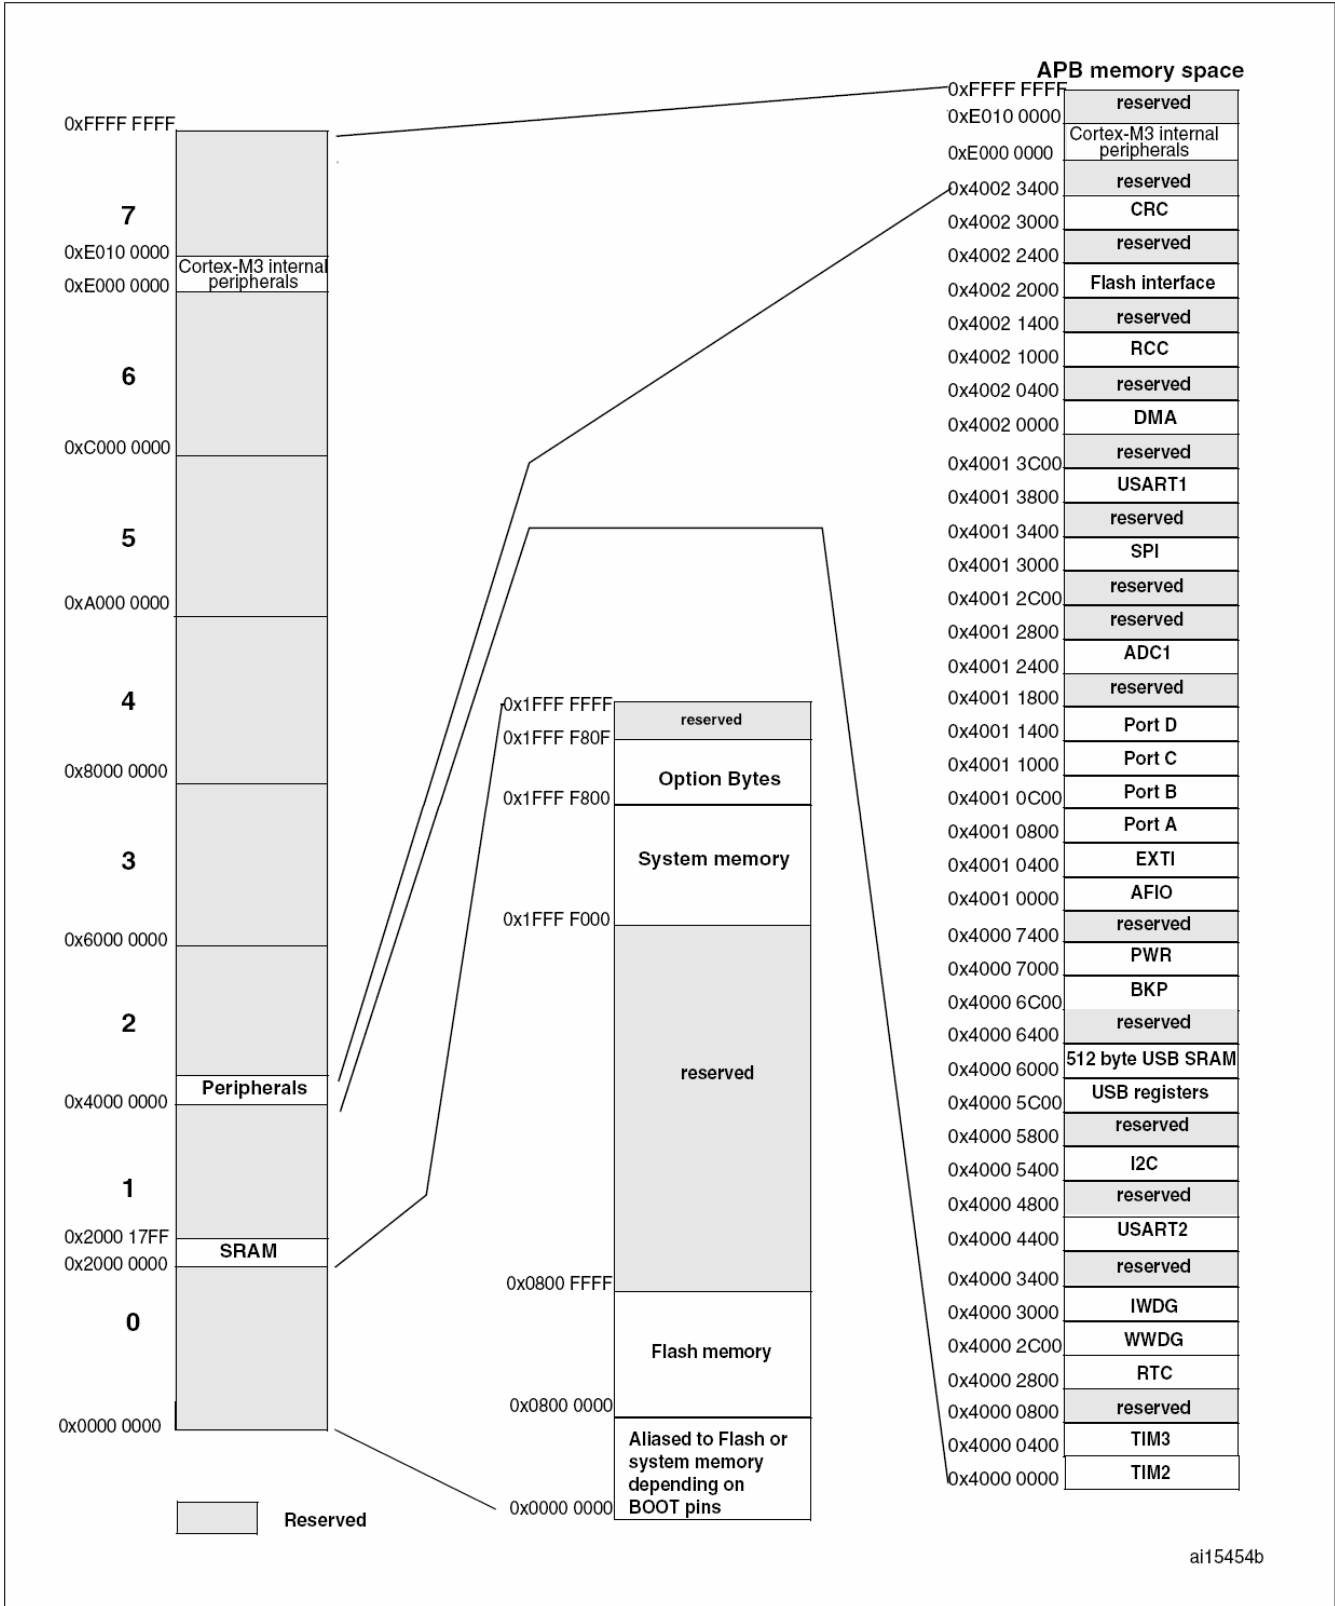 0xFFFF FFFF
7
0xE010 0000
Cortex-M3 internal
peripherals
0xE000 0000
6
0xC000 0000
5
0xA000 0000
4
0x8000 0000
3
0x6000 0000
2
Peripherals
0x4000 0000
1
0x2000 17FF
SRAM
0x2000 0000
0
0x0000 0000
Reserved
0x1FFF FFFF
reserved
0x1FFF F80F
Option Bytes
0x1FFF F800
System memory
0x1FFF F000
reserved
0x0800 FFFF
Flash memory
0x0800 0000
Aliased to Flash or
system memory
depending on
BOOT pins
0x0000 0000
APB memory space
0xFFFF FFFF
reserved
0xE010 0000
Cortex-M3 internal
peripherals
0xE000 0000
reserved
0x4002 3400
CRC
0x4002 3000
reserved
0x4002 2400
Flash interface
0x4002 2000
reserved
0x4002 1400
RCC
0x4002 1000
reserved
0x4002 0400
DMA
0x4002 0000
reserved
0x4001 3C00
USART1
0x4001 3800
reserved
0x4001 3400
SPI
0x4001 3000
reserved
0x4001 2C00
reserved
0x4001 2800
ADC1
0x4001 2400
reserved
0x4001 1800
Port D
0x4001 1400
Port C
0x4001 1000
Port B
0x4001 0C00
Port A
0x4001 0800
EXTI
0x4001 0400
AFIO
0x4001 0000
reserved
0x4000 7400
PWR
0x4000 7000
BKP
0x4000 6C00
reserved
0x4000 6400
512 byte USB SRAM
0x4000 6000
USB registers
0x4000 5C00
reserved
0x4000 5800
I2C
0x4000 5400
reserved
0x4000 4800
USART2
0x4000 4400
reserved
0x4000 3400
IWDG
0x4000 3000
WWDG
0x4000 2C00
RTC
0x4000 2800
reserved
0x4000 0800
TIM3
0x4000 0400
TIM2
0x4000 0000
ai15454b